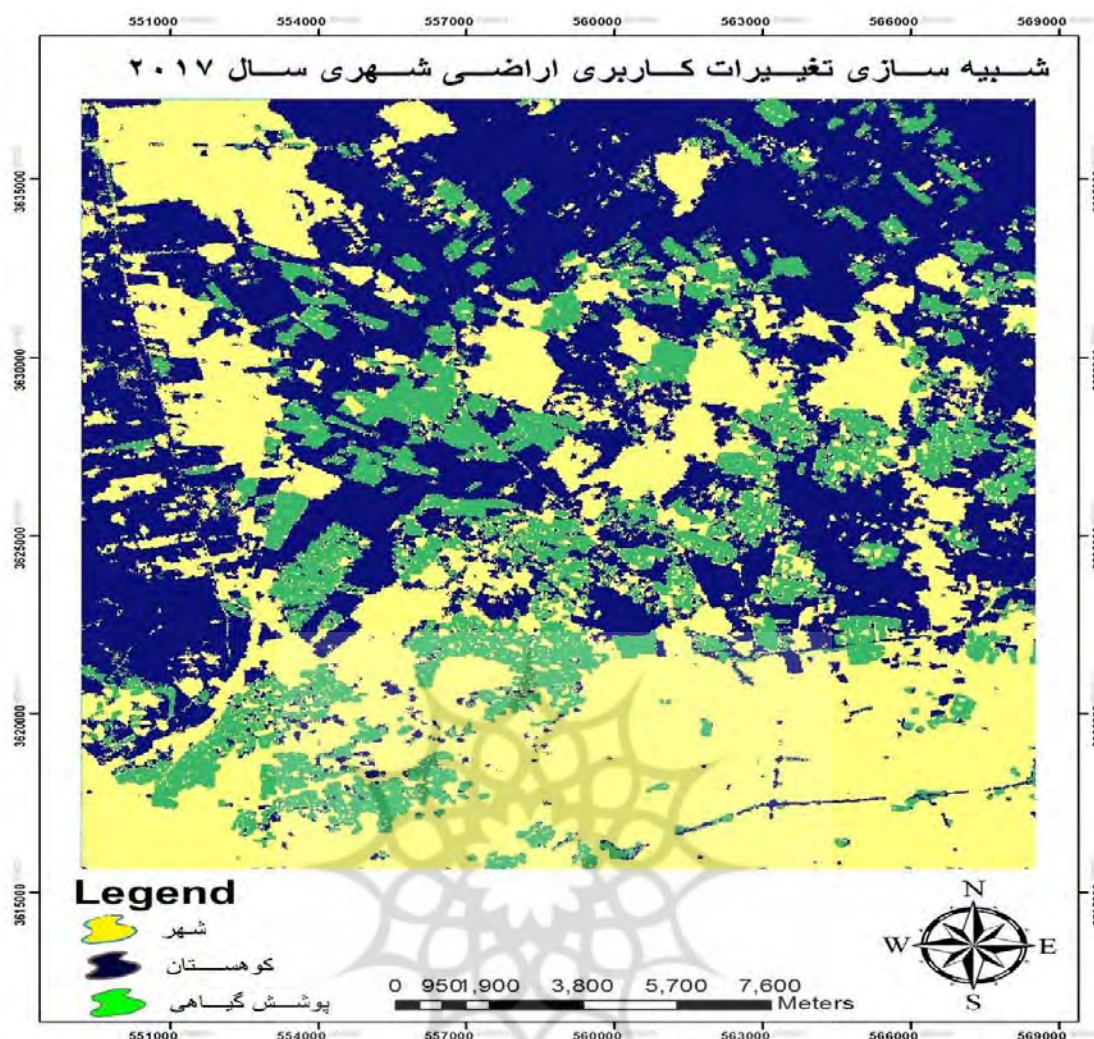 551000 554000 557000 560000 563000 566000 569000
شبیه سازی تغییرات کاربری اراضی شهری سال ۲۰۱۷
3635000
3630000
3625000
3620000
3615000
Legend
شهر
کوهستان
پوشش گیاهی
N
W E
S
0 9501,900 3,800 5,700 7,600
Meters
551000 554000 557000 560000 563000 566000 569000